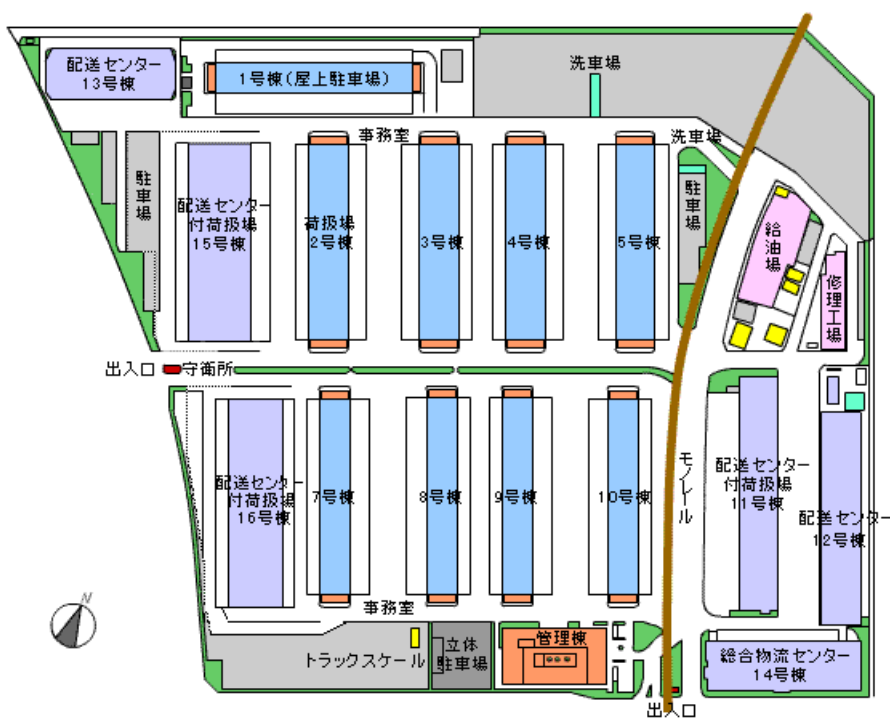 配送センター
13号棟
1号棟(屋上駐車場)
洗車場
事務室
洗車場
駐車場
配送センター
付荷扱場
15号棟
荷扱場
2号棟
3号棟
4号棟
5号棟
駐車場
給油場
修理工場
出入口
守衛所
配送センター
付荷扱場
16号棟
7号棟
8号棟
9号棟
10号棟
モノレール
配送センター
付荷扱場
11号棟
配送センター
12号棟
事務室
N
トラックスケール
立体
駐車場
管理棟
総合物流センター
14号棟
出入口